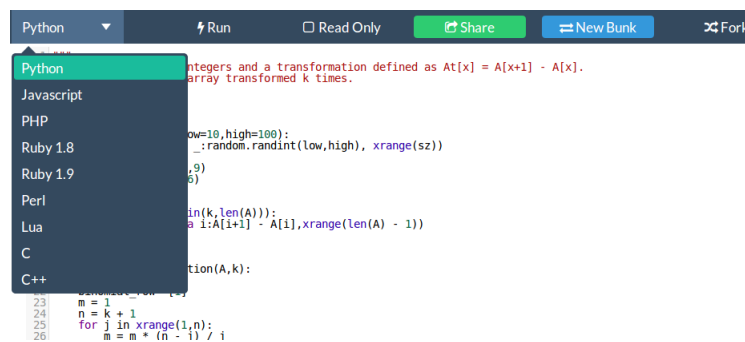 Python Run Read Only Share New Bunk Fork
Python
ntegers and a transformation defined as At[x] = A[x+1] - A[x].
array transformed k times.
Javascript
PHP
ow=10,high=100):
Ruby 1.8
_:random.randint(low,high), xrange(sz))
Ruby 1.9
,9)
6)
Perl
in(k,len(A))):
Lua
a i:A[i+1] - A[i],xrange(len(A) - 1))
C
tion(A,k):
C++
23 m = 1
24 n = k + 1
25 for j in xrange(1,n):
26 m = m * (n - j) / j